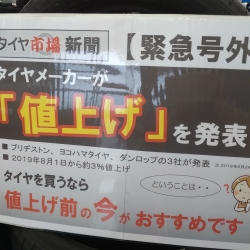 タイヤ市場 新聞 【緊急号外
タイヤメーカーが
「値上げ」を発表
■ ブリヂストン、ヨコハマタイヤ、ダンロップの3社が発表
■ 2019年8月1日から約3%値上げ
タイヤを買うなら
ということは・・
値上げ前の今がおすすめです